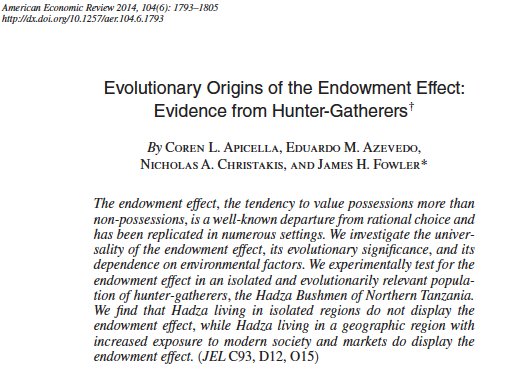 American Economic Review 2014, 104(6): 1793–1805
http://dx.doi.org/10.1257/aer.104.6.1793
Evolutionary Origins of the Endowment Effect:
Evidence from Hunter-Gatherers†
By Coren L. Apicella, Eduardo M. Azevedo,
Nicholas A. Christakis, and James H. Fowler*
The endowment effect, the tendency to value possessions more than
non-possessions, is a well-known departure from rational choice and
has been replicated in numerous settings. We investigate the univer-
sality of the endowment effect, its evolutionary significance, and its
dependence on environmental factors. We experimentally test for the
endowment effect in an isolated and evolutionarily relevant popula-
tion of hunter-gatherers, the Hadza Bushmen of Northern Tanzania.
We find that Hadza living in isolated regions do not display the
endowment effect, while Hadza living in a geographic region with
increased exposure to modern society and markets do display the
endowment effect. (JEL C93, D12, O15)